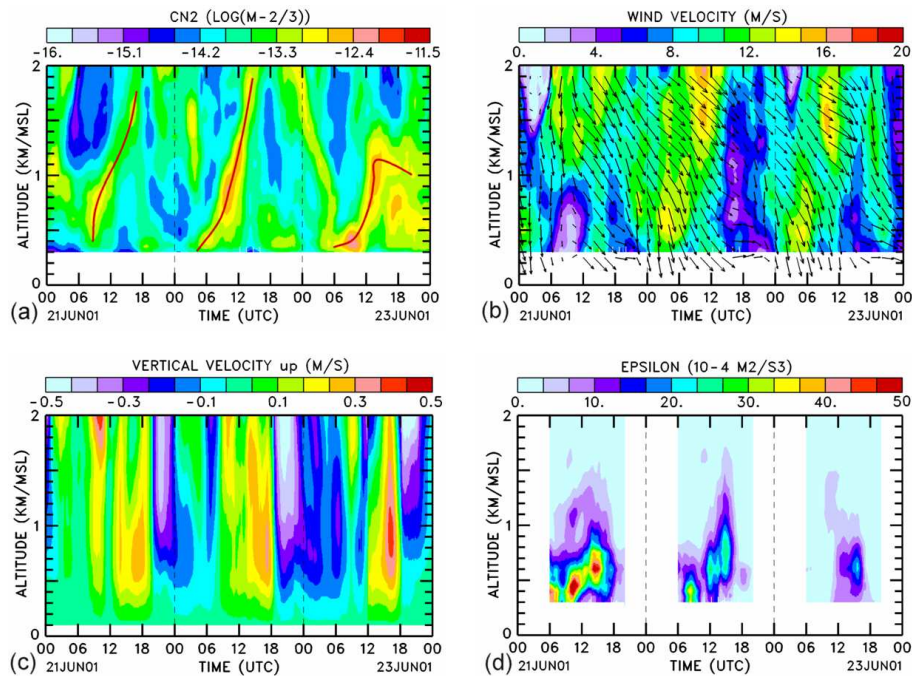 CN2 (LOG(M-2/3))
-16. -15.1 -14.2 -13.3 -12.4 -11.5
2
1
0
ALTITUDE (KM/MSL)
00 06 12 18 00 06 12 18 00 06 12 18 00
(a) 21JUN01 TIME (UTC) 23JUN01
WIND VELOCITY (M/S)
0. 4. 8. 12. 16. 20
2
1
0
ALTITUDE (KM/MSL)
00 06 12 18 00 06 12 18 00 06 12 18 00
(b) 21JUN01 TIME (UTC) 23JUN01
VERTICAL VELOCITY up (M/S)
-0.5 -0.3 -0.1 0.1 0.3 0.5
2
1
0
ALTITUDE (KM/MSL)
00 06 12 18 00 06 12 18 00 06 12 18 00
(c) 21JUN01 TIME (UTC) 23JUN01
EPSILON (10-4 M2/S3)
0. 10. 20. 30. 40. 50
2
1
0
ALTITUDE (KM/MSL)
00 06 12 18 00 06 12 18 00 06 12 18 00
(d) 21JUN01 TIME (UTC) 23JUN01